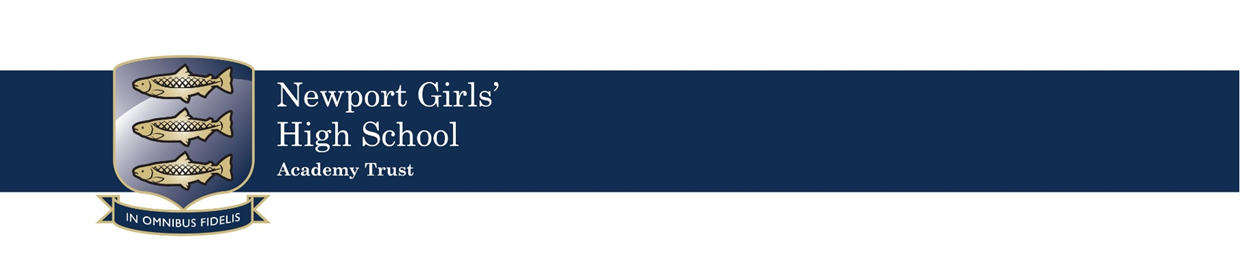 Newport Girls’
High School
Academy Trust
IN OMNIBUS FIDELIS